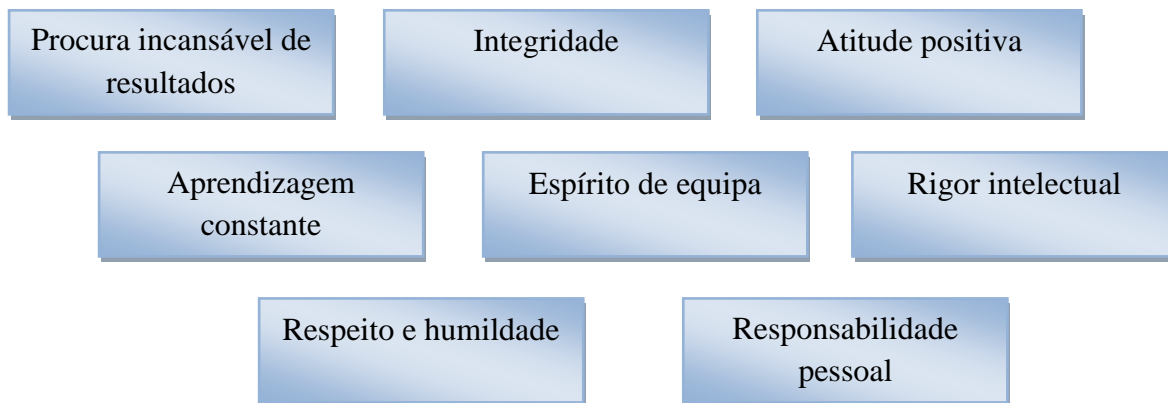 Procura incansável de
resultados
Integridade
Atitude positiva
Aprendizagem
constante
Espírito de equipa
Rigor intelectual
Respeito e humildade
Responsabilidade
pessoal